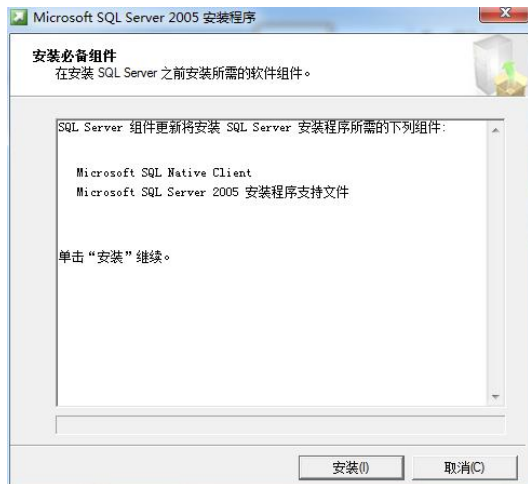 Microsoft SQL Server 2005 安装程序
安装必备组件
在安装 SQL Server 之前安装所需的软件组件。
SQL Server 组件更新将安装 SQL Server 安装程序所需的下列组件:
Microsoft SQL Native Client
Microsoft SQL Server 2005 安装程序支持文件
单击“安装”继续。
安装(I)
取消(C)